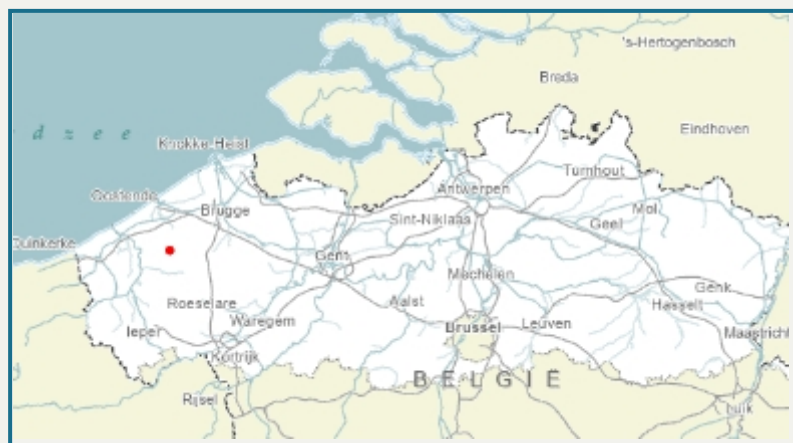 's-Hertogenbosch
Breda
Eindhoven
d z e e
Knokke-Heist
Turnhout
Antwerpen
Oostende
Brugge
Sint-Niklaas
Mol
Geel
Duinkerke
Gent
Mechelen
Genk
Roeselare
Aalst
Hasselt
Ieper
Waregem
Brussel
Leuven
Maastricht
Kortrijk
BELGIË
Rijsel
Luik